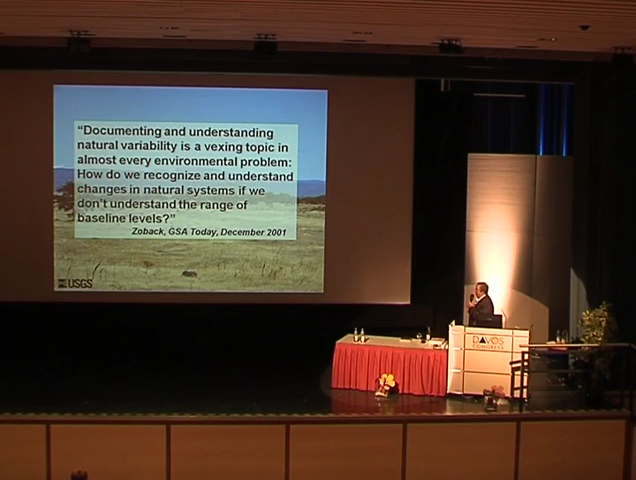 “Documenting and understanding
natural variability is a vexing topic in
almost every environmental problem:
How do we recognize and understand
changes in natural systems if we
don't understand the range of
baseline levels?”
Zoback, GSA Today, December 2001
USGS
DAVOS
CONGRESS